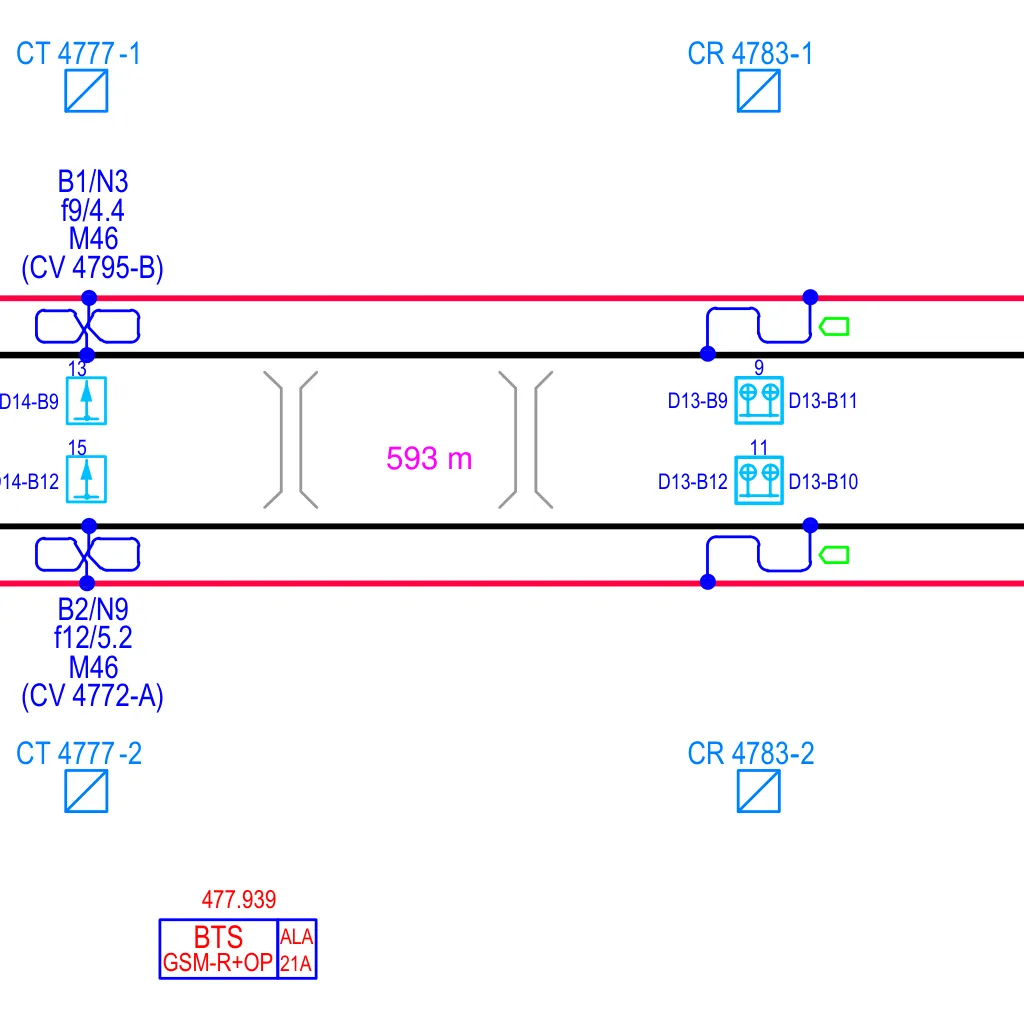 CT 4777-1
CR 4783-1
B1/N3
f9/4.4
M46
(CV 4795-B)
13
9
D14-B9
D13-B9
D13-B11
15
11
593 m
14-B12
D13-B12
D13-B10
B2/N9
f12/5.2
M46
(CV 4772-A)
CT 4777-2
CR 4783-2
477.939
BTS
GSM-R+OP
ALA
21A